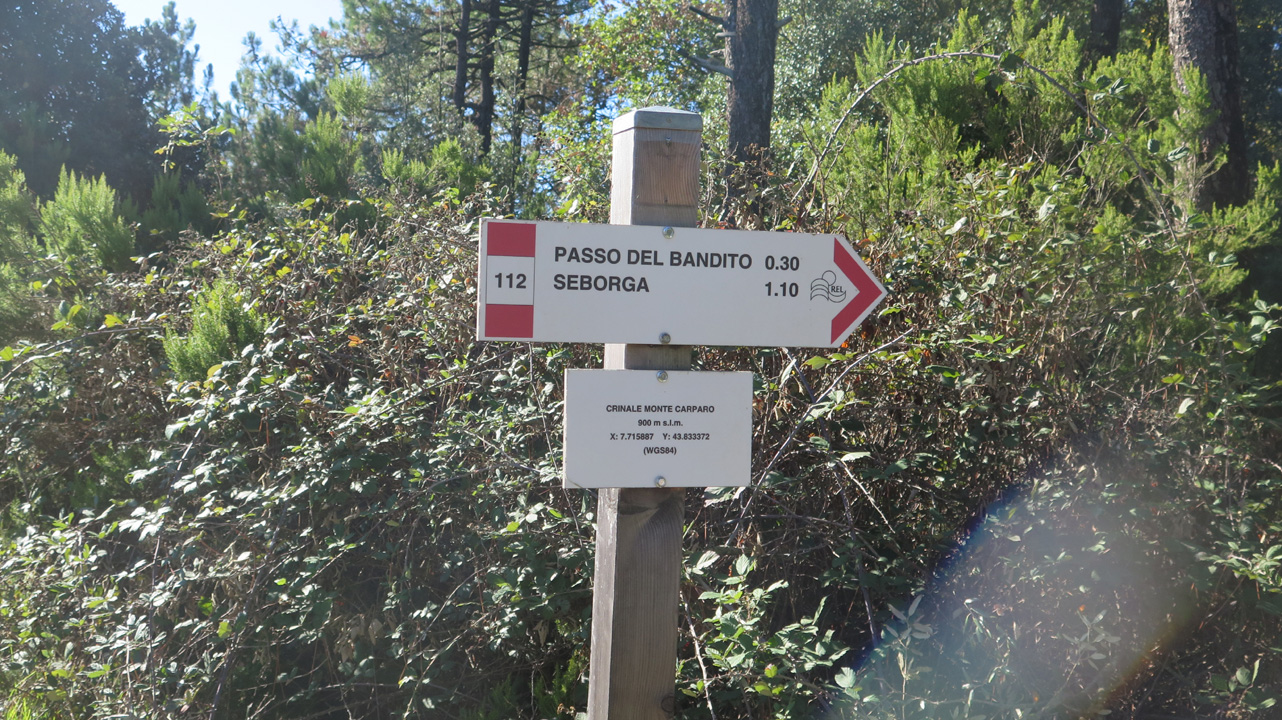 112
PASSO DEL BANDITO 0.30
SEBORGA 1.10
REL
CRINALE MONTE CARPARO
900 m s.l.m.
X: 7.715887 Y: 43.833372
(WGS84)